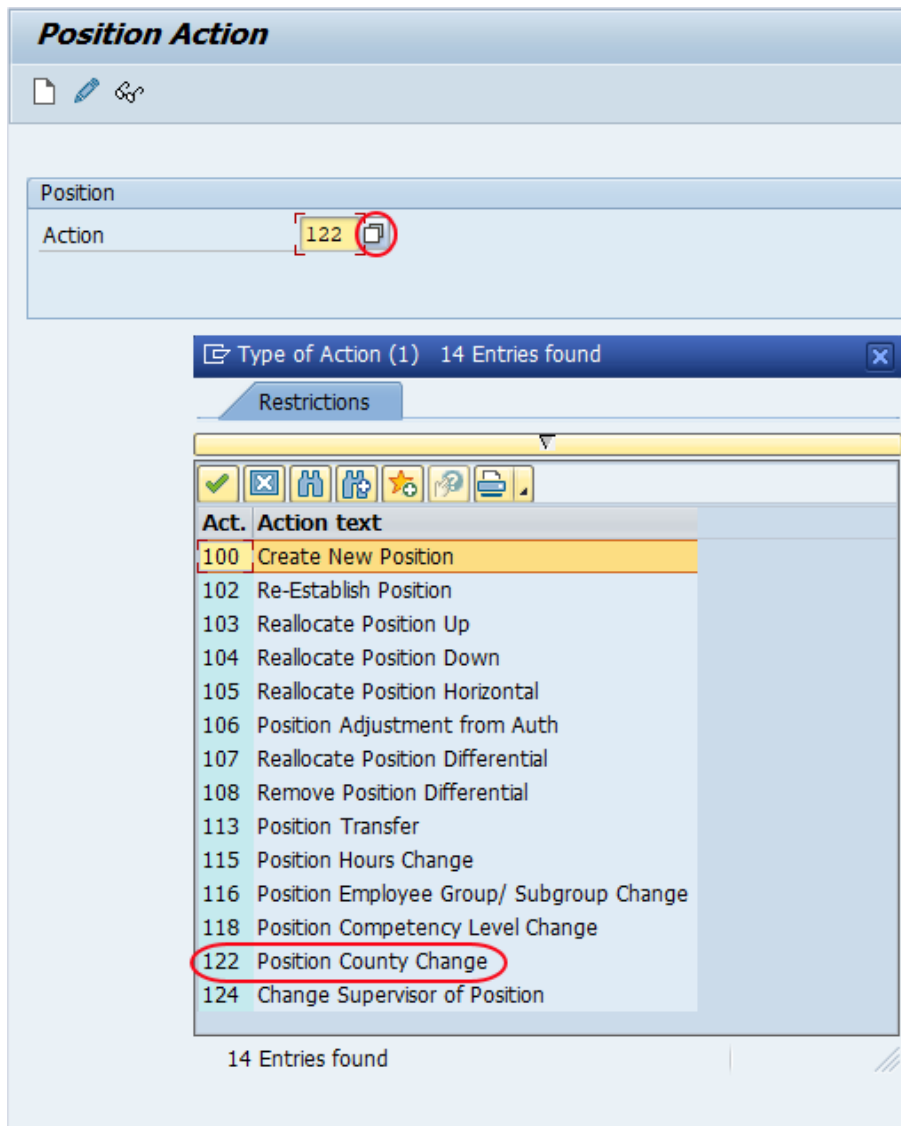 Position Action
Position
Action 122
Type of Action (1) 14 Entries found
Restrictions
Act. Action text
100 Create New Position
102 Re-Establish Position
103 Reallocate Position Up
104 Reallocate Position Down
105 Reallocate Position Horizontal
106 Position Adjustment from Auth
107 Reallocate Position Differential
108 Remove Position Differential
113 Position Transfer
115 Position Hours Change
116 Position Employee Group/ Subgroup Change
118 Position Competency Level Change
122 Position County Change
124 Change Supervisor of Position
14 Entries found